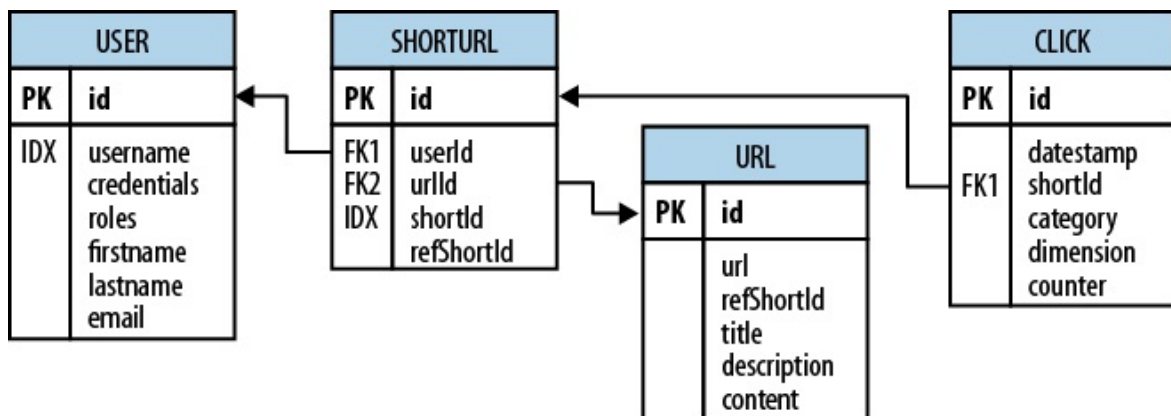 USER
PK id
IDX username
credentials
roles
firstname
lastname
email
SHORTURL
PK id
FK1 userId
FK2 urlId
IDX shortId
refShortId
URL
PK id
url
refShortId
title
description
content
CLICK
PK id
datestamp
FK1 shortId
category
dimension
counter